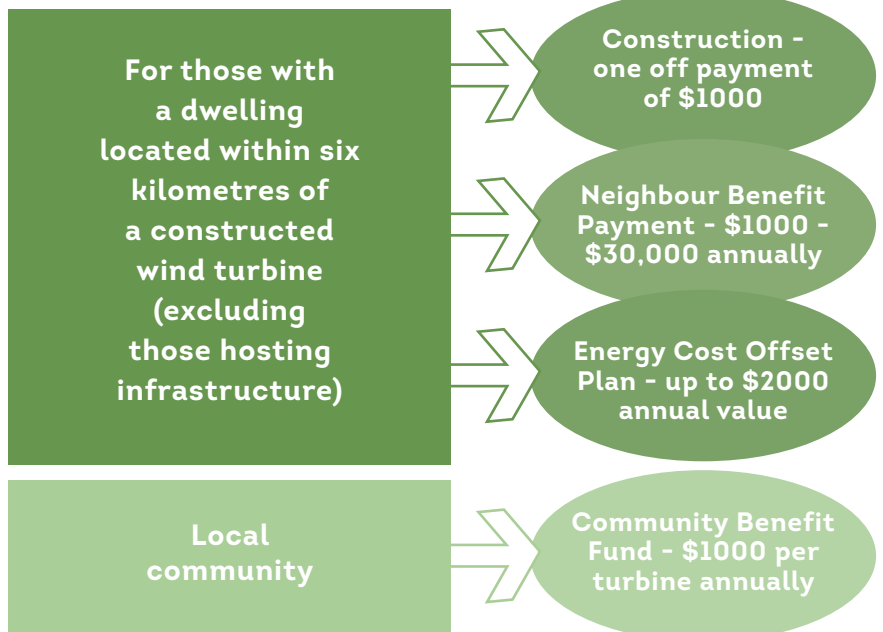 For those with
a dwelling
located within six
kilometres of
a constructed
wind turbine
(excluding
those hosting
infrastructure)
Construction -
one off payment
of $1000
Neighbour Benefit
Payment - $1000 -
$30,000 annually
Energy Cost Offset
Plan - up to $2000
annual value
Local
community
Community Benefit
Fund - $1000 per
turbine annually